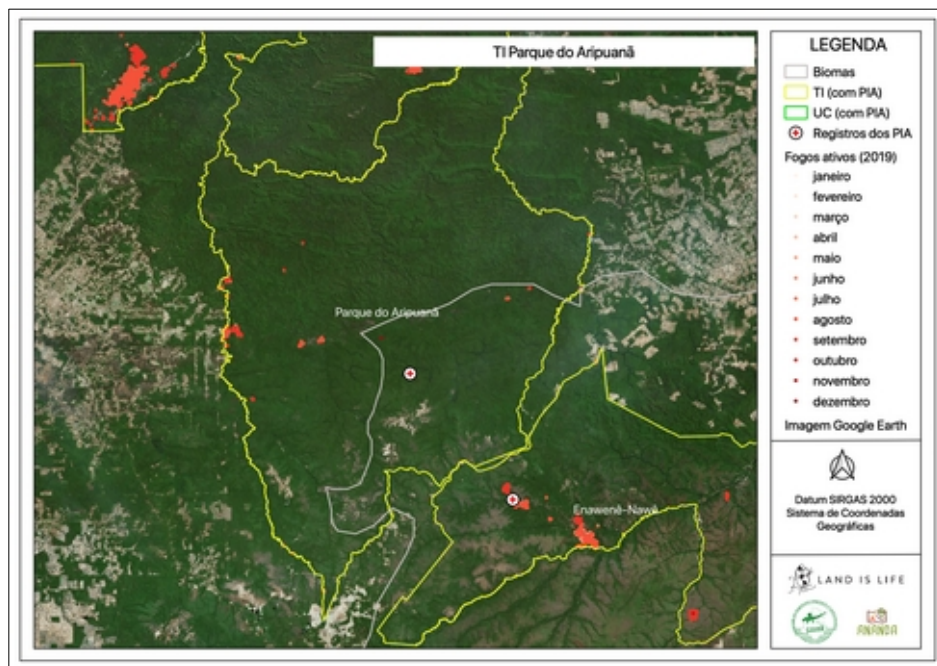 TI Parque do Aripuanã
Parque do Aripuanã
Enawenê-Nawê
LEGENDA
Biomas
TI (com PIA)
UC (com PIA)
Registros dos PIA
Fogos ativos (2019)
janeiro
fevereiro
março
abril
maio
junho
julho
agosto
setembro
outubro
novembro
dezembro
Imagem Google Earth
Datum SIRGAS 2000
Sistema de Coordenadas
Geográficas
LAND IS LIFE
ANANDA